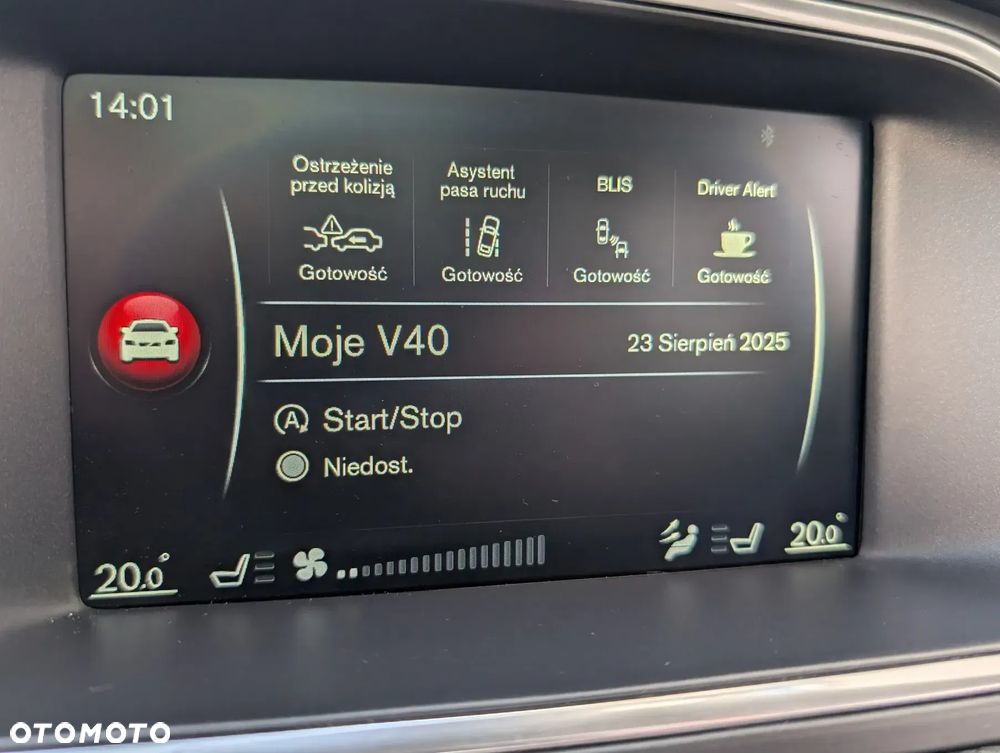 14:01
Ostrzeżenie
przed kolizją
Gotowość
Asystent
pasa ruchu
Gotowość
BLIS
Gotowość
Driver Alert
Gotowość
Moje V40
23 Sierpień 2025
A Start/Stop
Niedost.
20.0°
20.0°
OTOMOTO